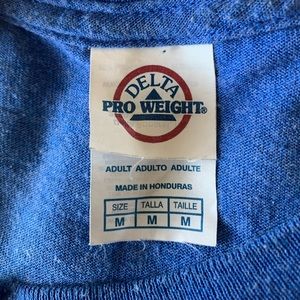 DELTA
PRO WEIGHT®
ADULT ADULTO ADULTE
MADE IN HONDURAS
SIZE TALLA TAILLE
M M M